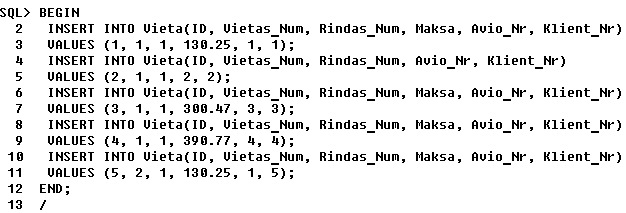 SQL> BEGIN
  2   INSERT INTO Vieta(ID, Vietas_Num, Rindas_Num, Maksa, Avio_Nr, Klient_Nr)
  3   VALUES (1, 1, 1, 130.25, 1, 1);
  4   INSERT INTO Vieta(ID, Vietas_Num, Rindas_Num, Avio_Nr, Klient_Nr)
  5   VALUES (2, 1, 1, 2, 2);
  6   INSERT INTO Vieta(ID, Vietas_Num, Rindas_Num, Maksa, Avio_Nr, Klient_Nr)
  7   VALUES (3, 1, 1, 300.47, 3, 3);
  8   INSERT INTO Vieta(ID, Vietas_Num, Rindas_Num, Maksa, Avio_Nr, Klient_Nr)
  9   VALUES (4, 1, 1, 390.77, 4, 4);
 10   INSERT INTO Vieta(ID, Vietas_Num, Rindas_Num, Maksa, Avio_Nr, Klient_Nr)
 11   VALUES (5, 2, 1, 130.25, 1, 5);
 12  END;
 13  /